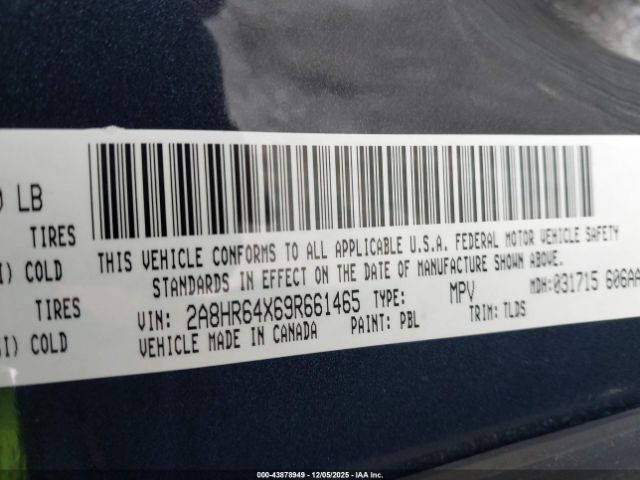 LB
TIRES
COLD
TIRES
COLD
THIS VEHICLE CONFORMS TO ALL APPLICABLE U.S.A. FEDERAL MOTOR VEHICLE SAFETY
STANDARDS IN EFFECT ON THE DATE OF MANUFACTURE SHOWN ABOVE.
VIN: 2A8HR64X69R661465 TYPE: MPV MDH: 031715 606AA
VEHICLE MADE IN CANADA PAINT: PBL TRIM: TLDS
000-43878949 | 12/05/2025 - IAA Inc.